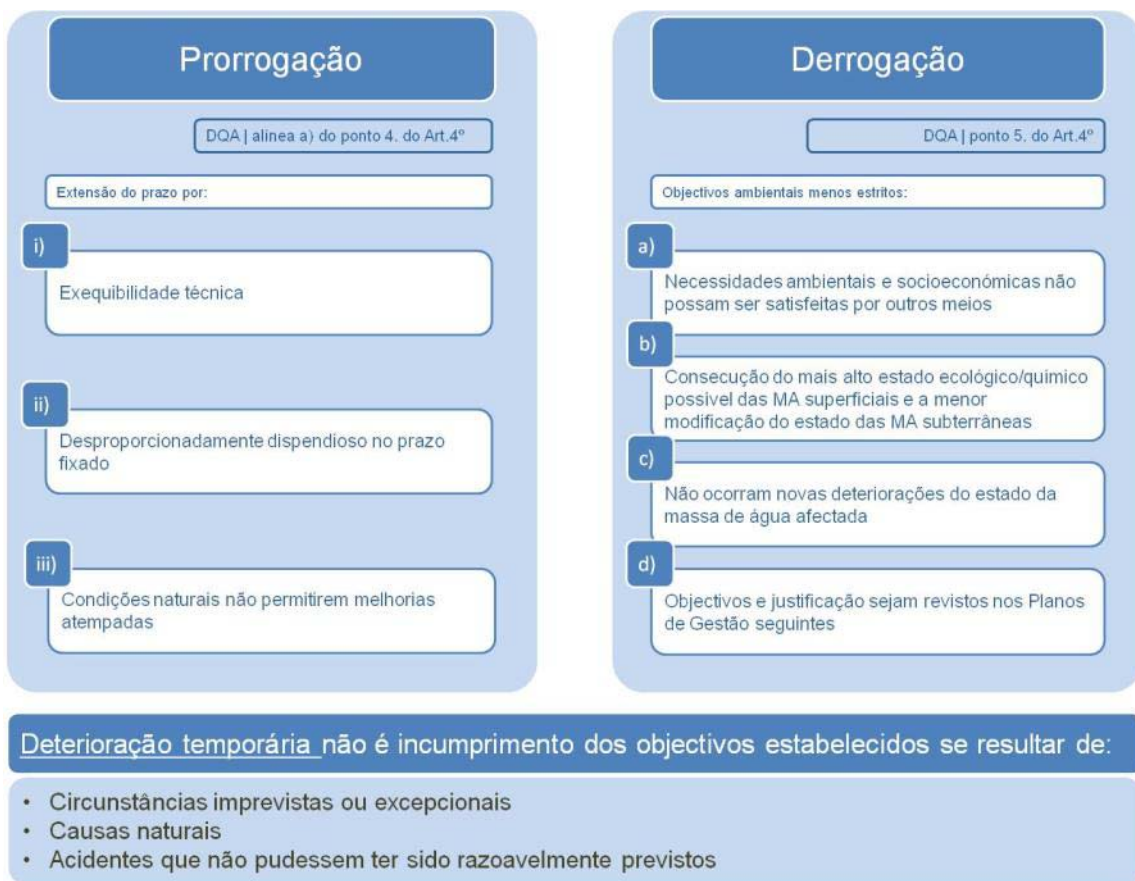 Prorrogação
DQA | alinea a) do ponto 4. do Art.4º
Extensão do prazo por:
i)
Exequibilidade técnica
ii)
Desproporcionadamente dispendioso no prazo
fixado
iii)
Condições naturais não permitirem melhorias
atempadas
Derrogação
DQA | ponto 5. do Art.4º
Objectivos ambientais menos estritos:
a)
Necessidades ambientais e socioeconómicas não
possam ser satisfeitas por outros meios
b)
Consecução do mais alto estado ecológico/químico
possivel das MA superficiais e a menor
modificação do estado das MA subterrâneas
c)
Não ocorram novas deteriorações do estado da
massa de água afectada
d)
Objectivos e justificação sejam revistos nos Planos
de Gestão seguintes
Deterioração temporária não é incumprimento dos objectivos estabelecidos se resultar de:
• Circunstâncias imprevistas ou excepcionais
• Causas naturais
• Acidentes que não pudessem ter sido razoavelmente previstos